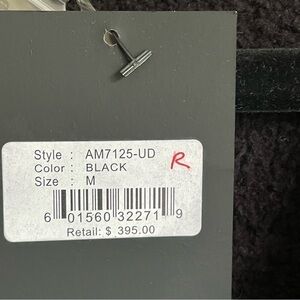 Style : AM7125-UD
Color : BLACK
Size : M
R
6 01560 32271 9
Retail: $ 395.00